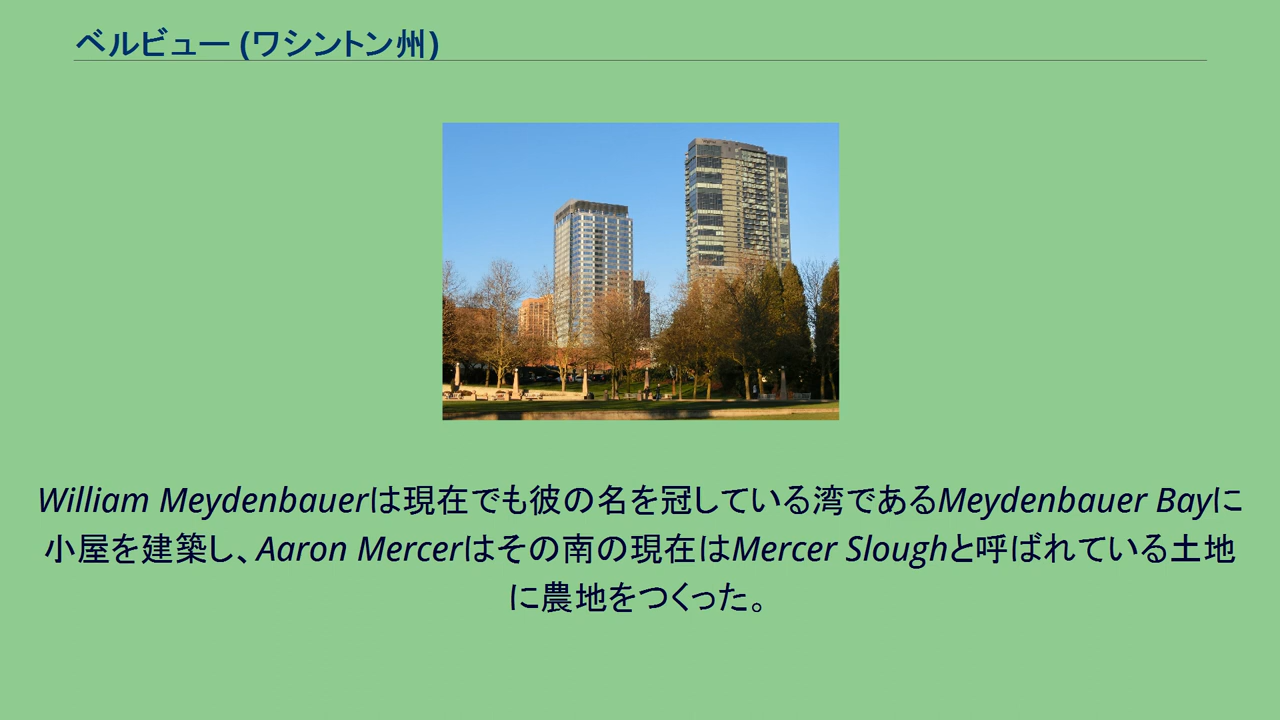 ベルビュー (ワシントン州)
William Meydenbauerは現在でも彼の名を冠している湾であるMeydenbauer Bayに
小屋を建築し、Aaron Mercerはその南の現在はMercer Sloughと呼ばれている土地
に農地をつくった。